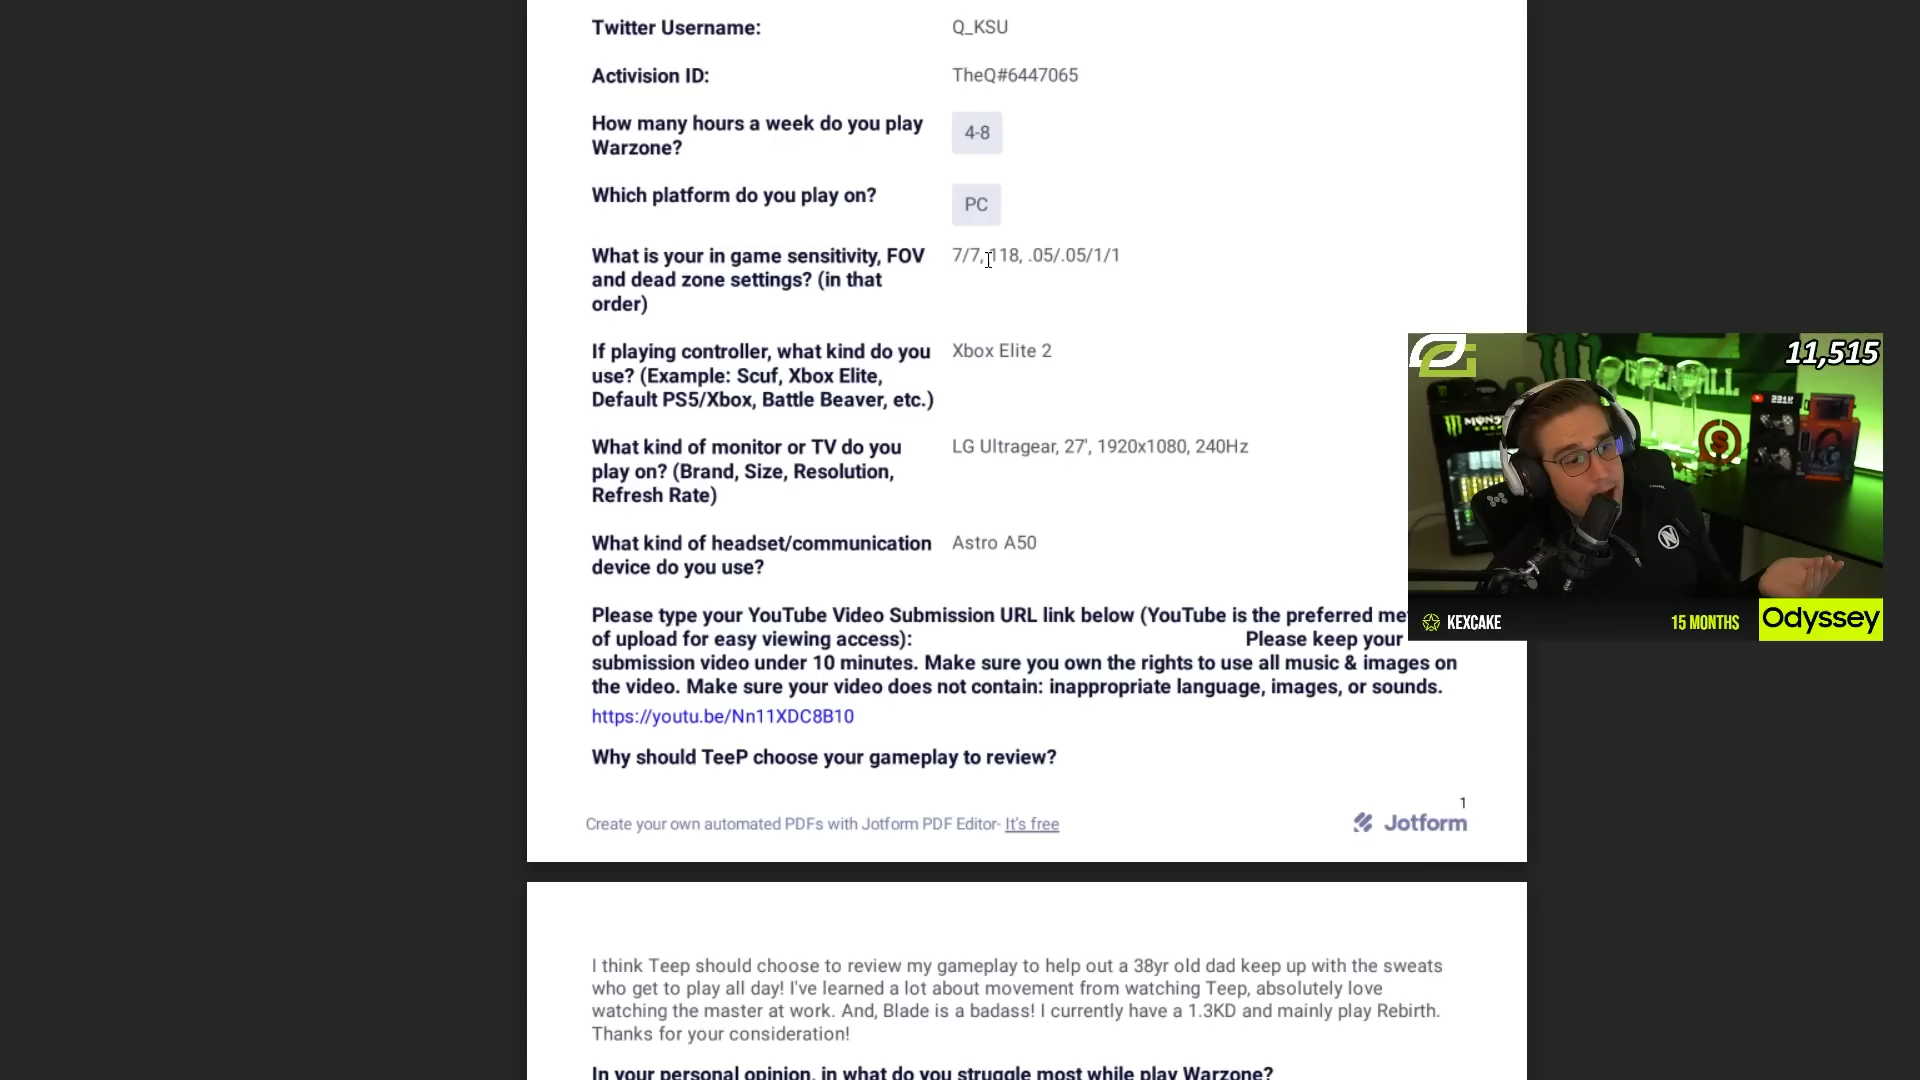 Twitter Username:
Q_KSU
Activision ID:
TheQ#6447065
How many hours a week do you play
Warzone?
4-8
Which platform do you play on?
PC
What is your in game sensitivity, FOV
and dead zone settings? (in that
order)
7/7, 118, .05/.05/1/1
If playing controller, what kind do you
use? (Example: Scuf, Xbox Elite,
Default PS5/Xbox, Battle Beaver, etc.)
Xbox Elite 2
What kind of monitor or TV do you
play on? (Brand, Size, Resolution,
Refresh Rate)
LG Ultragear, 27', 1920x1080, 240Hz
What kind of headset/communication
device do you use?
Astro A50
Please type your YouTube Video Submission URL link below (YouTube is the preferred me
of upload for easy viewing access): Please keep your
submission video under 10 minutes. Make sure you own the rights to use all music & images on
the video. Make sure your video does not contain: inappropriate language, images, or sounds.
https://youtu.be/Nn11XDC8B10
Why should TeeP choose your gameplay to review?
1
Create your own automated PDFs with Jotform PDF Editor- It's free
Jotform
I think Teep should choose to review my gameplay to help out a 38yr old dad keep up with the sweats
who get to play all day! I've learned a lot about movement from watching Teep, absolutely love
watching the master at work. And, Blade is a badass! I currently have a 1.3KD and mainly play Rebirth.
Thanks for your consideration!
In your personal opinion, in what do you struggle most while play Warzone?
11,515
KEXCAKE
15 MONTHS
Odyssey